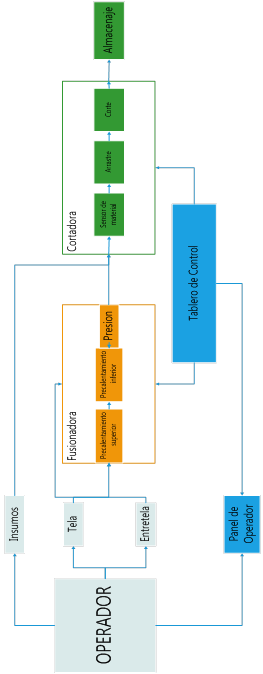 OPERADOR
Insumos
Tela
Entretela
Panel de
Operador
Fusionadora
Precalentamiento
superior
Precalentamiento
inferior
Presion
Tablero de Control
Cortadora
Sensor de
material
Arrastre
Corte
Almacenaje